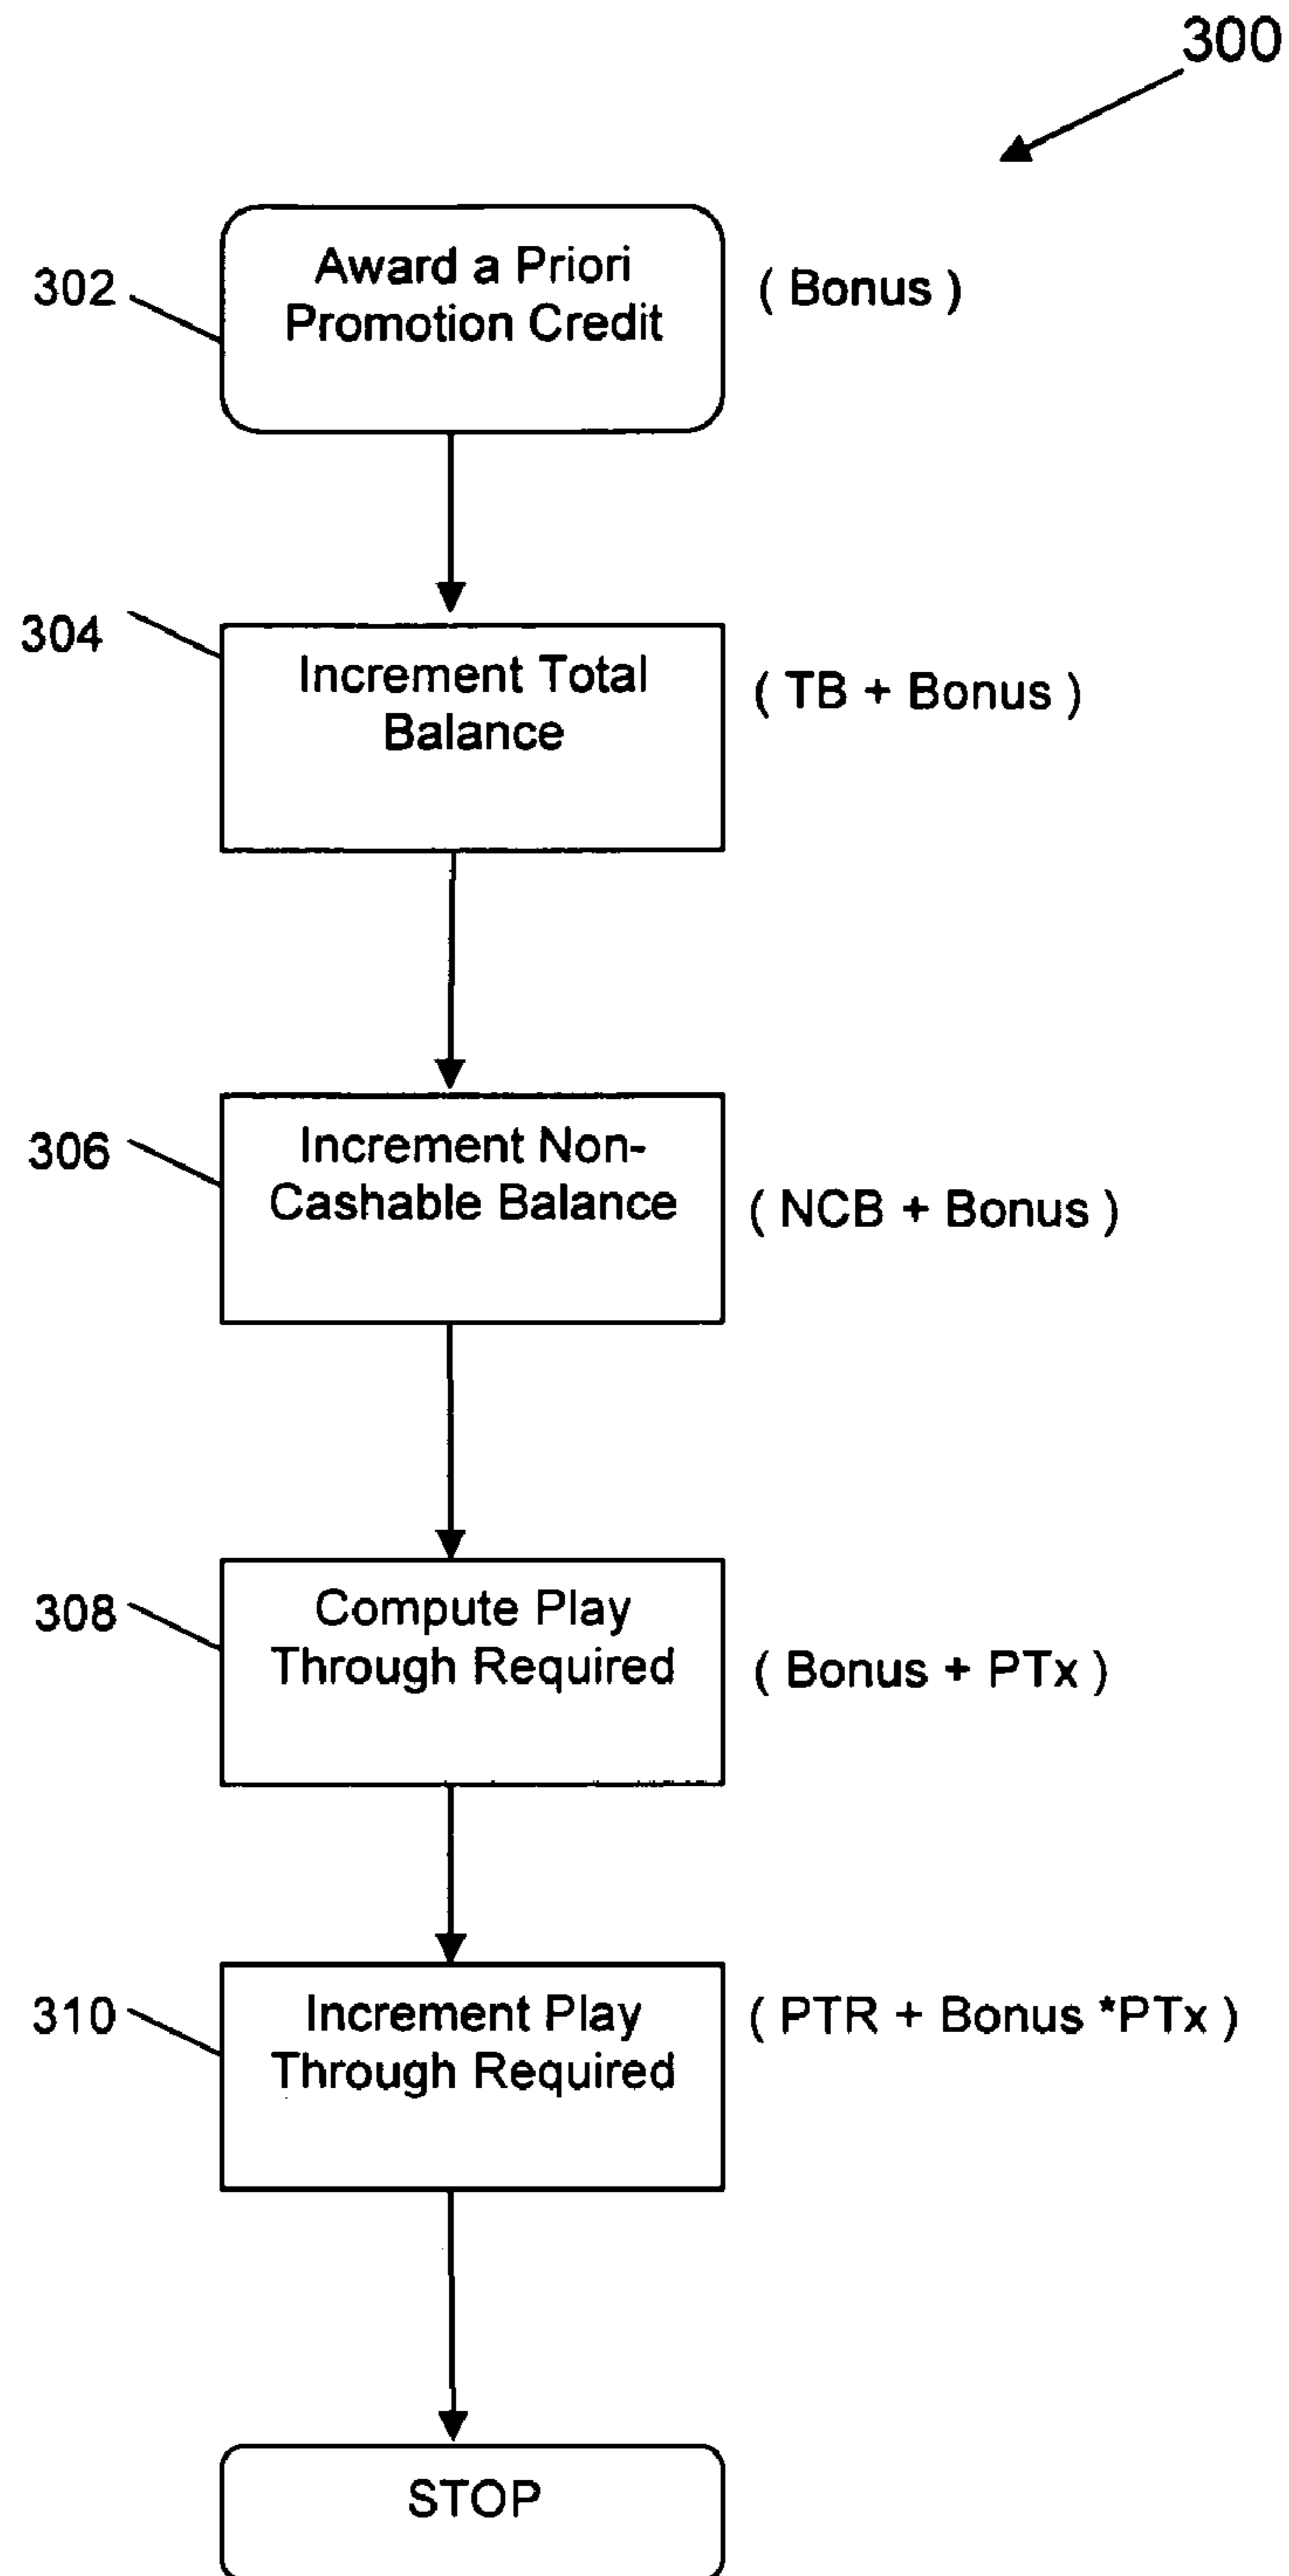 300
302
Award a Priori
Promotion Credit
( Bonus )
304
Increment Total
Balance
( TB + Bonus )
306
Increment Non-
Cashable Balance
( NCB + Bonus )
308
Compute Play
Through Required
( Bonus + PTx )
310
Increment Play
Through Required
( PTR + Bonus *PTx )
STOP